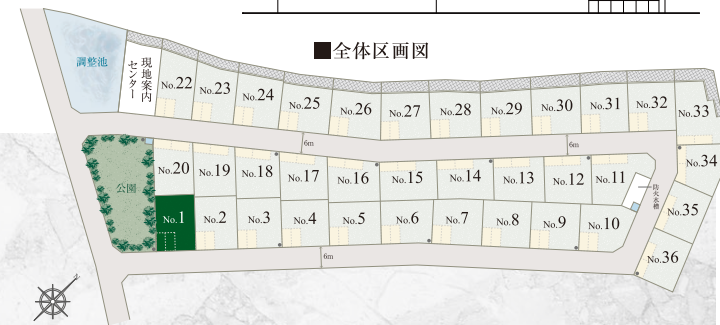 ■全体区画図
調整池
現地案内
センター
No.22
No.23
No.24
No.25
No.26
No.27
No.28
No.29
No.30
No.31
No.32
No.33
6m
6m
No.34
No.20
No.19
No.18
No.17
No.16
No.15
No.14
No.13
No.12
No.11
防火水槽
公園
No.1
No.2
No.3
No.4
No.5
No.6
No.7
No.8
No.9
No.10
No.35
No.36
6m
N